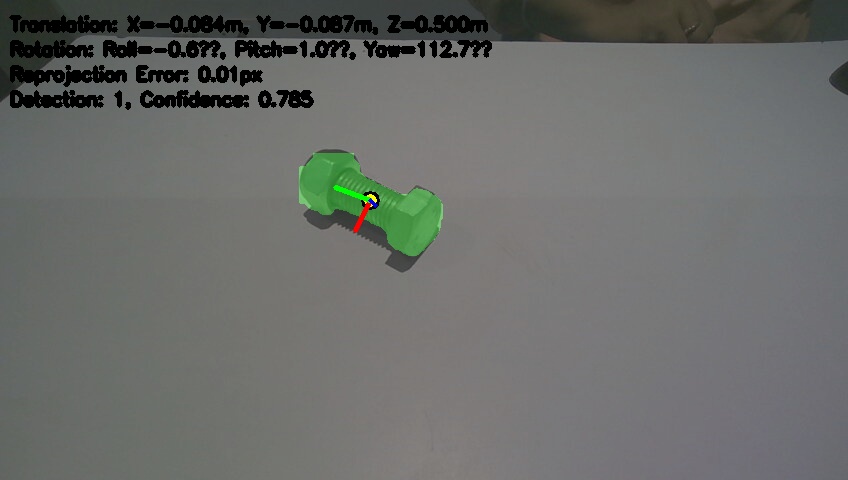 Translation: X=-0.084m, Y=-0.087m, Z=0.500m
Rotation: Roll=-0.6??, Pitch=1.0??, Yaw=112.7??
Reprojection Error: 0.01px
Detection: 1, Confidence: 0.785